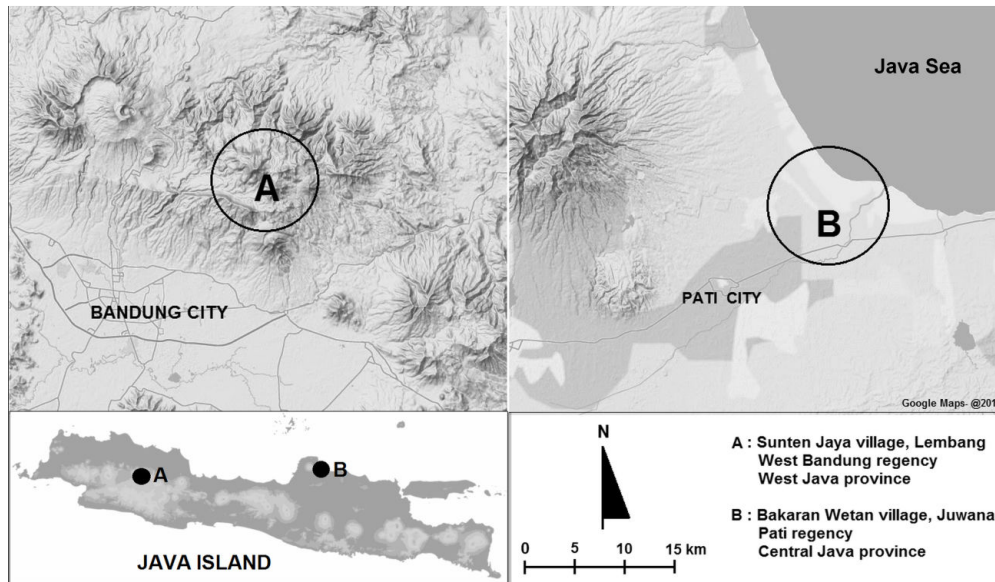 Java Sea
A
B
BANDUNG CITY
PATI CITY
Google Maps- @201
A
B
JAVA ISLAND
N
0 5 10 15 km
A : Sunten Jaya village, Lembang
West Bandung regency
West Java province
B : Bakaran Wetan village, Juwana
Pati regency
Central Java province